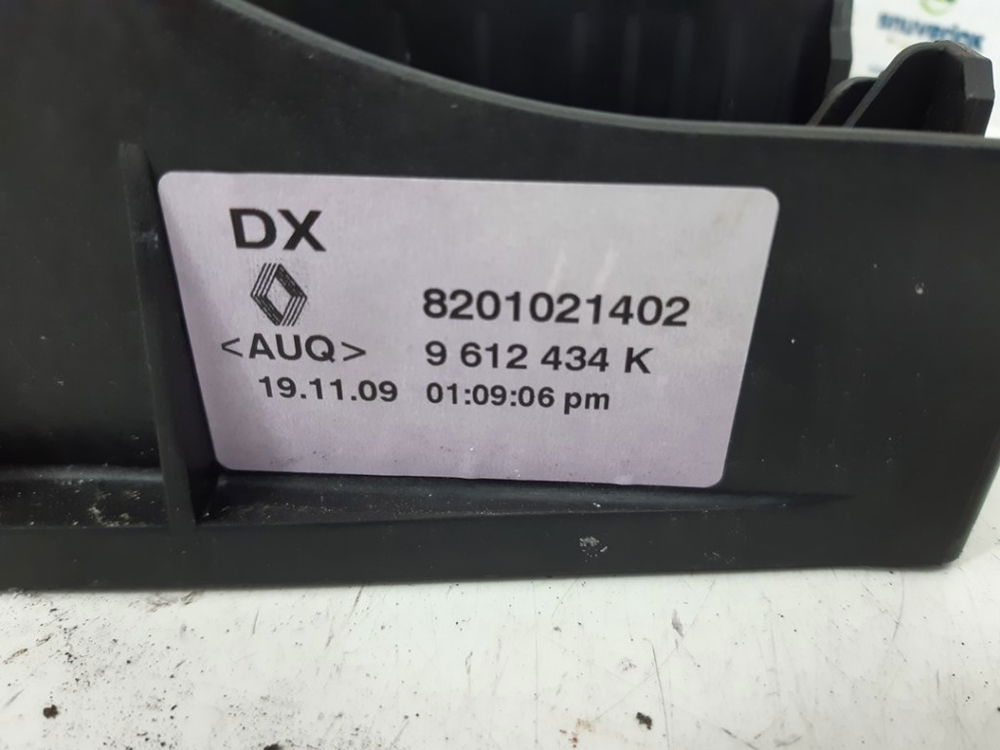 DX
8201021402
<AUQ> 9 612 434 K
19.11.09 01:09:06 pm